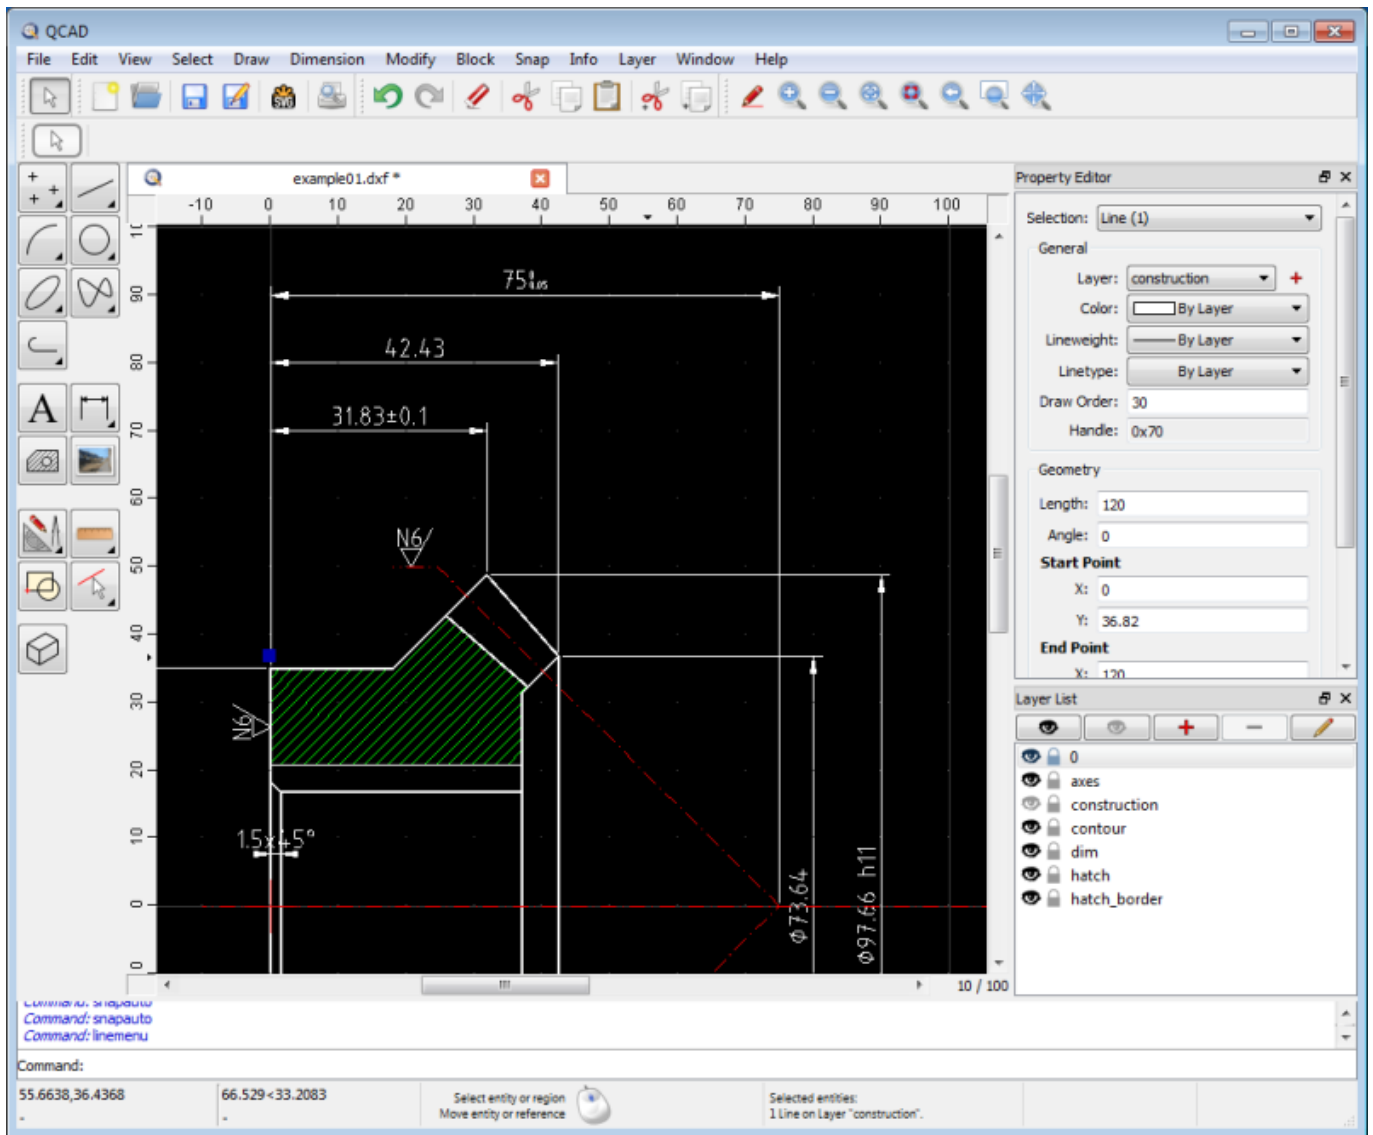 QCAD
File Edit View Select Draw Dimension Modify Block Snap Info Layer Window Help
SVG
example01.dxf *
-10 0 10 20 30 40 50 60 70 80 90 100
90
80
70
60
50
40
30
20
10
0
0
75
42.43
31.83±0.1
N6
N6
1.5x45°
Φ73.64
Φ97.66 h11
10 / 100
Property Editor
Selection: Line (1)
General
Layer: construction
Color: By Layer
Lineweight: By Layer
Linetype: By Layer
Draw Order: 30
Handle: 0x70
Geometry
Length: 120
Angle: 0
Start Point
X: 0
Y: 36.82
End Point
X: 120
Layer List
0
axes
construction
contour
dim
hatch
hatch_border
Command: snapauto
Command: snapauto
Command: linemenu
Command:
55.6638,36.4368
-
66.529<33.2083
-
Select entity or region
Move entity or reference
Selected entities:
1 Line on Layer "construction".